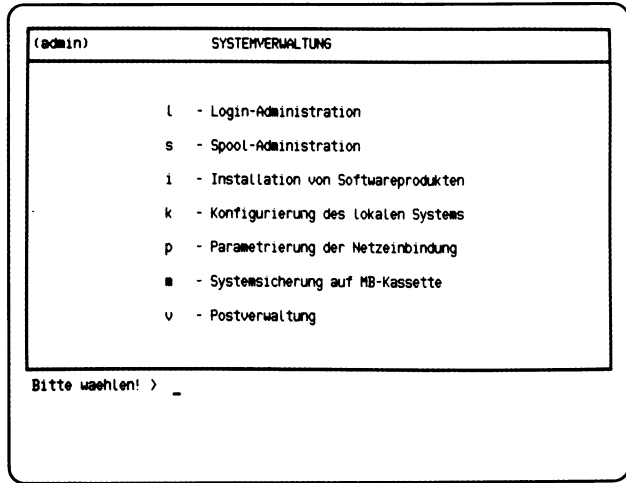 (admin) SYSTEMVERWALTUNG
l - Login-Administration
s - Spool-Administration
i - Installation von Softwareprodukten
k - Konfigurierung des lokalen Systems
p - Parametrierung der Netzeinbindung
m - Systemsicherung auf MB-Kassette
v - Postverwaltung
Bitte waehlen! > _